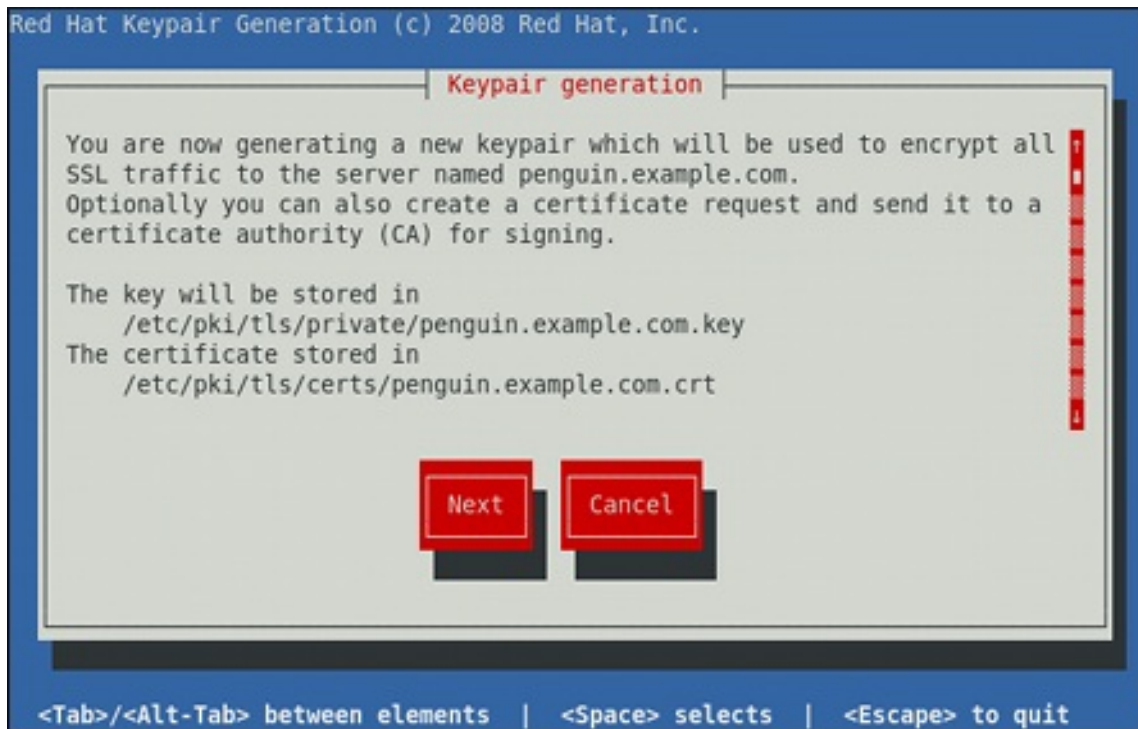 Red Hat Keypair Generation (c) 2008 Red Hat, Inc.
Keypair generation
You are now generating a new keypair which will be used to encrypt all
SSL traffic to the server named penguin.example.com.
Optionally you can also create a certificate request and send it to a
certificate authority (CA) for signing.
The key will be stored in
/etc/pki/tls/private/penguin.example.com.key
The certificate stored in
/etc/pki/tls/certs/penguin.example.com.crt
Next Cancel
<Tab>/<Alt-Tab> between elements | <Space> selects | <Escape> to quit